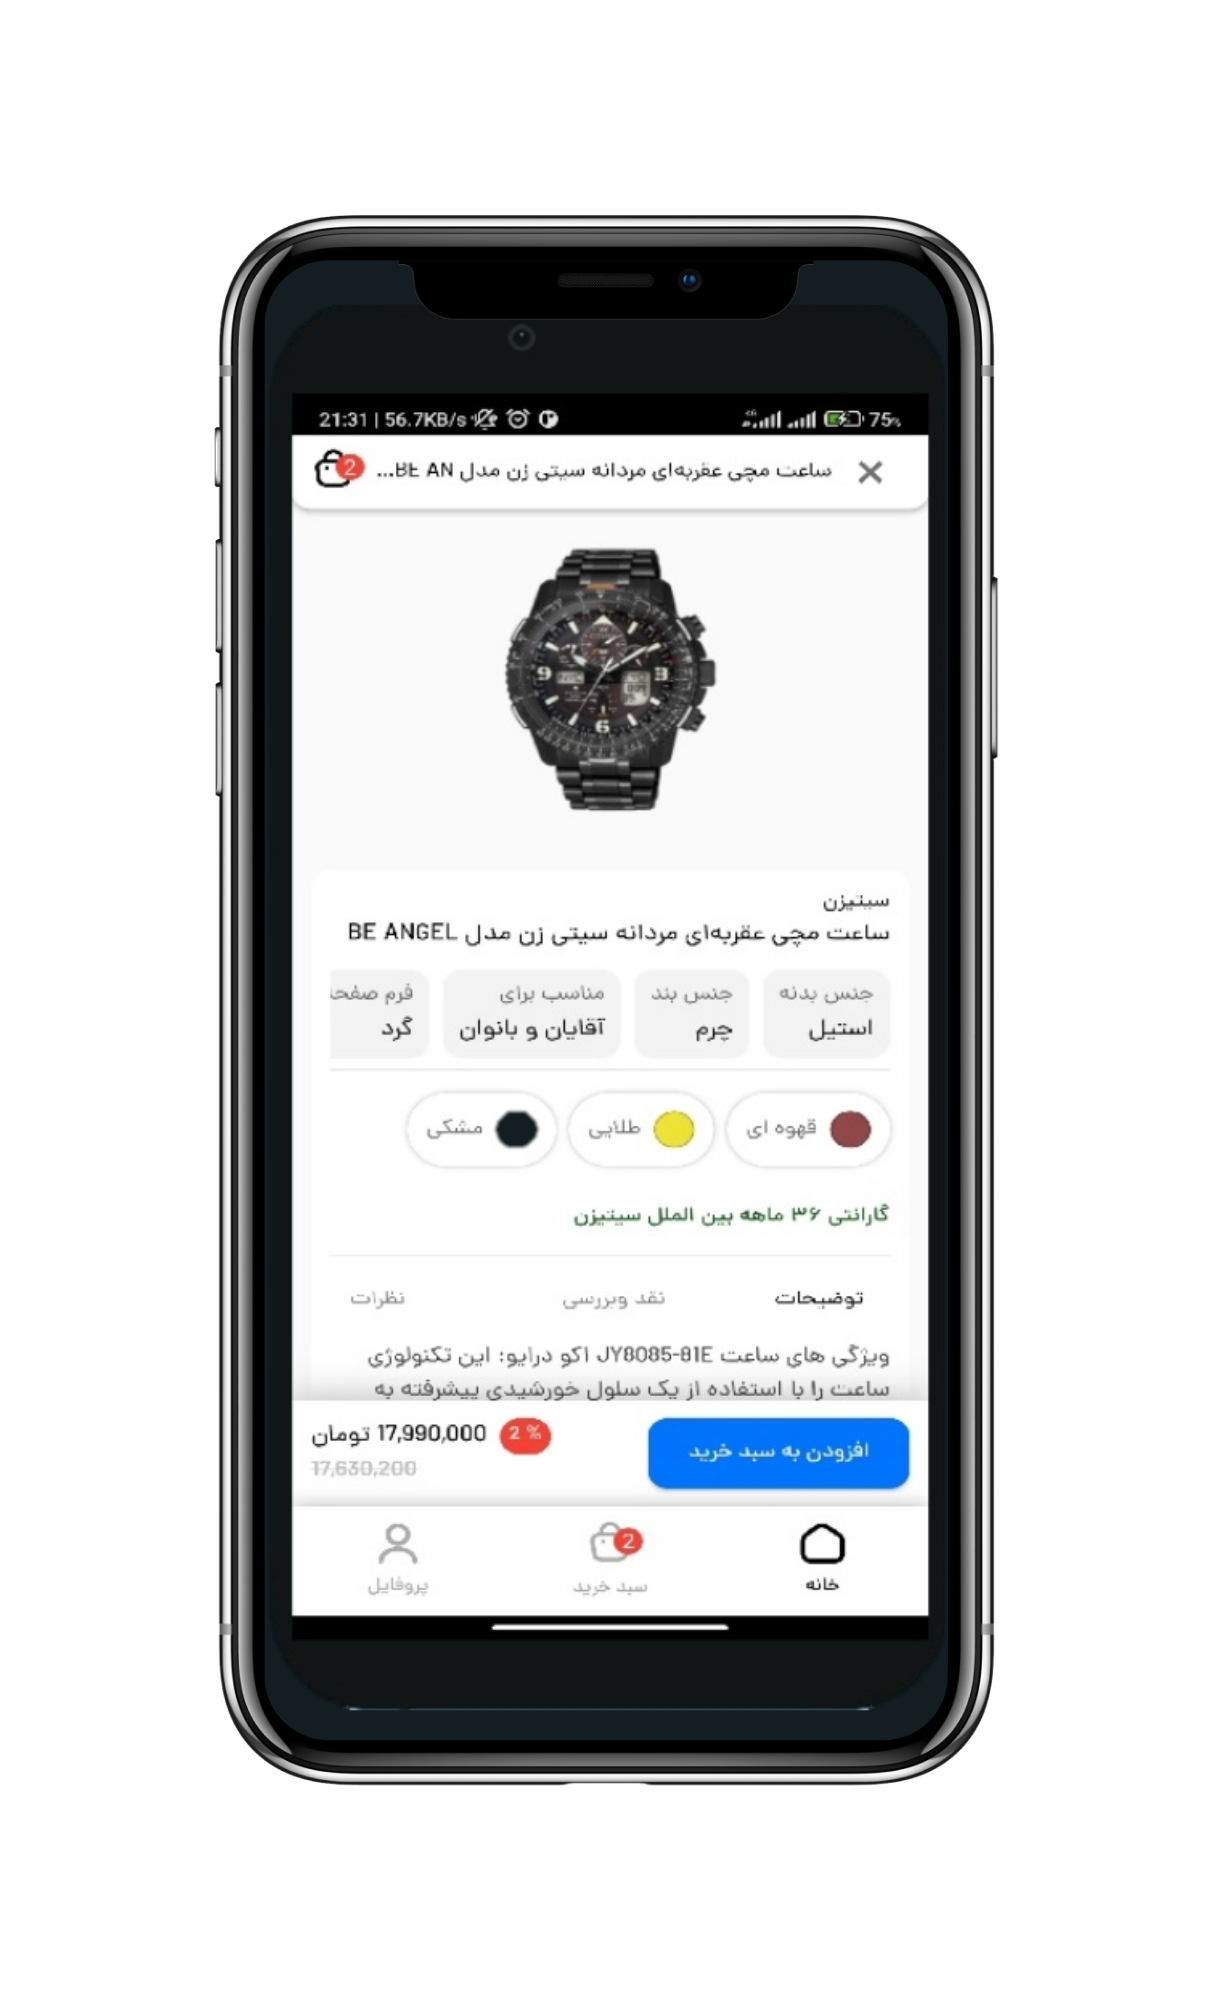 21:31 | 56.7KB/s
75%
ساعت مچی عقربه‌ای مردانه سیتی زن مدل BE AN...
2
سیتیزن
ساعت مچی عقربه‌ای مردانه سیتی زن مدل BE ANGEL
جنس بدنه
استیل
جنس بند
چرم
مناسب برای
آقایان و بانوان
فرم صفحـ
گرد
قهوه ای
طلایی
مشکی
گارانتی ۳۶ ماهه بین الملل سیتیزن
توضیحات
نقد وبررسی
نظرات
ویژگی های ساعت JY8085-81E اکو درایو: این تکنولوژی
ساعت را با استفاده از یک سلول خورشیدی پیشرفته به
افزودن به سبد خرید
2 %
17,990,000 تومان
17,630,200
خانه
2
سبد خرید
پروفایل